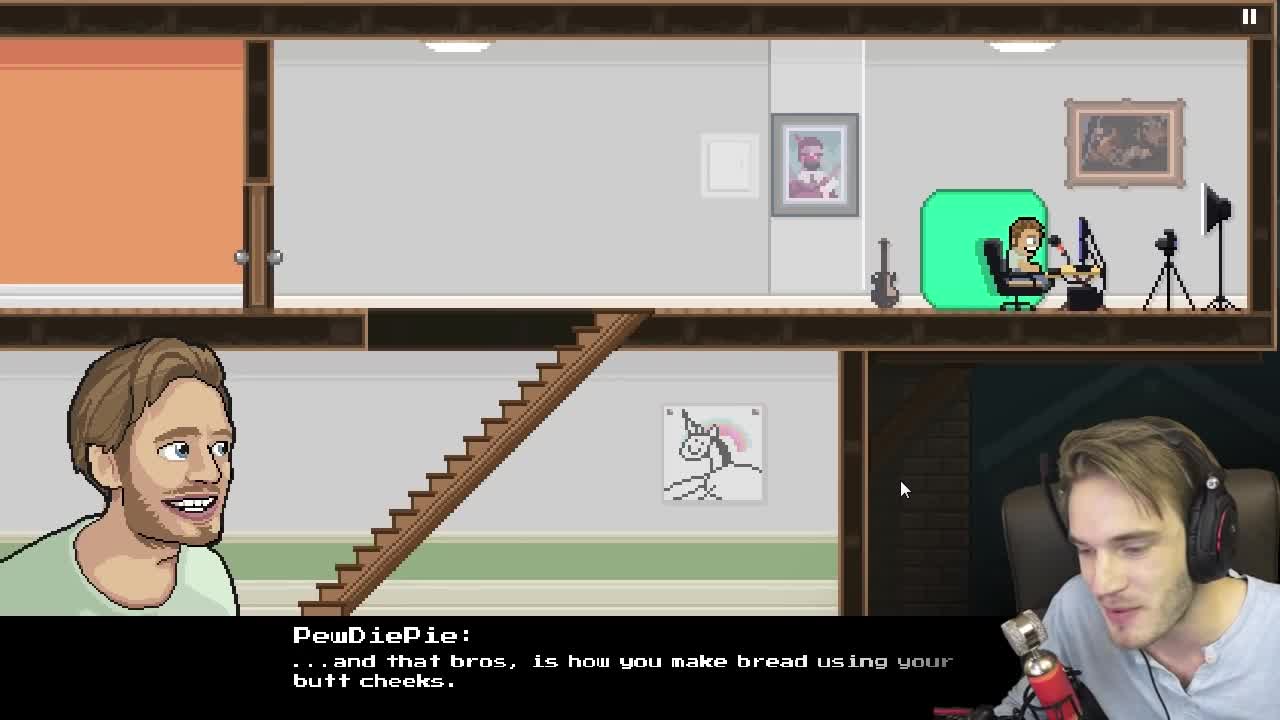 PewDiePie:
...and that bros, is how you make bread using your
butt cheeks.